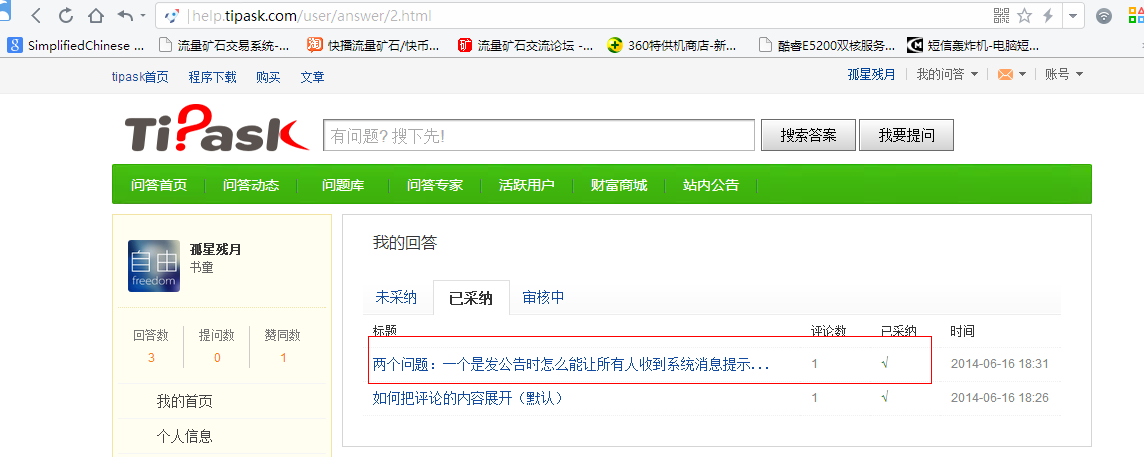 help.tipask.com/user/answer/2.html
SimplifiedChinese ... 流量矿石交易系统-... 快播流量矿石/快币... 流量矿石交流论坛 -... 360特供机商店-新... 酷睿E5200双核服务... 短信轰炸机-电脑短...
tipask首页 程序下载 购买 文章 孤星残月 我的问答 账号
TiPask 有问题? 搜下先! 搜索答案 我要提问
问答首页 问答动态 问题库 问答专家 活跃用户 财富商城 站内公告
自由
freedom
孤星残月
书童
回答数 提问数 赞同数
3 0 1
我的首页
个人信息
我的回答
未采纳 已采纳 审核中
标题 评论数 已采纳 时间
两个问题：一个是发公告时怎么能让所有人收到系统消息提示... 1 √ 2014-06-16 18:31
如何把评论的内容展开（默认） 1 √ 2014-06-16 18:26